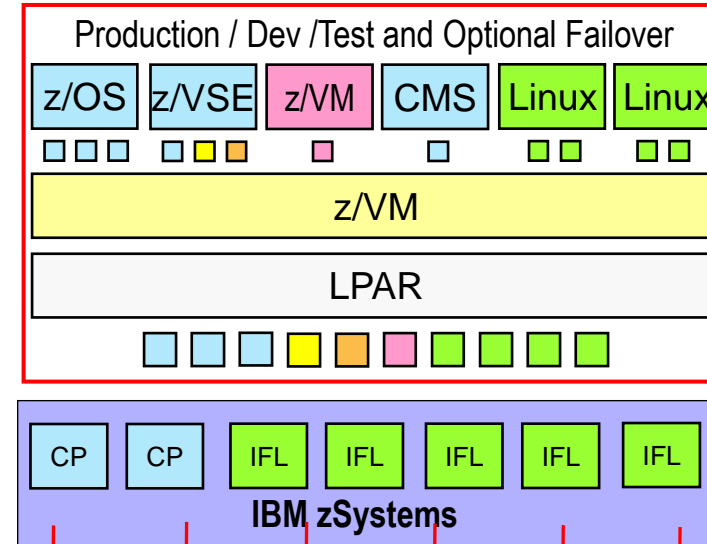 Production / Dev /Test and Optional Failover
z/OS z/VSE z/VM CMS Linux Linux
z/VM
LPAR
CP CP IFL IFL IFL IFL IFL
IBM zSystems